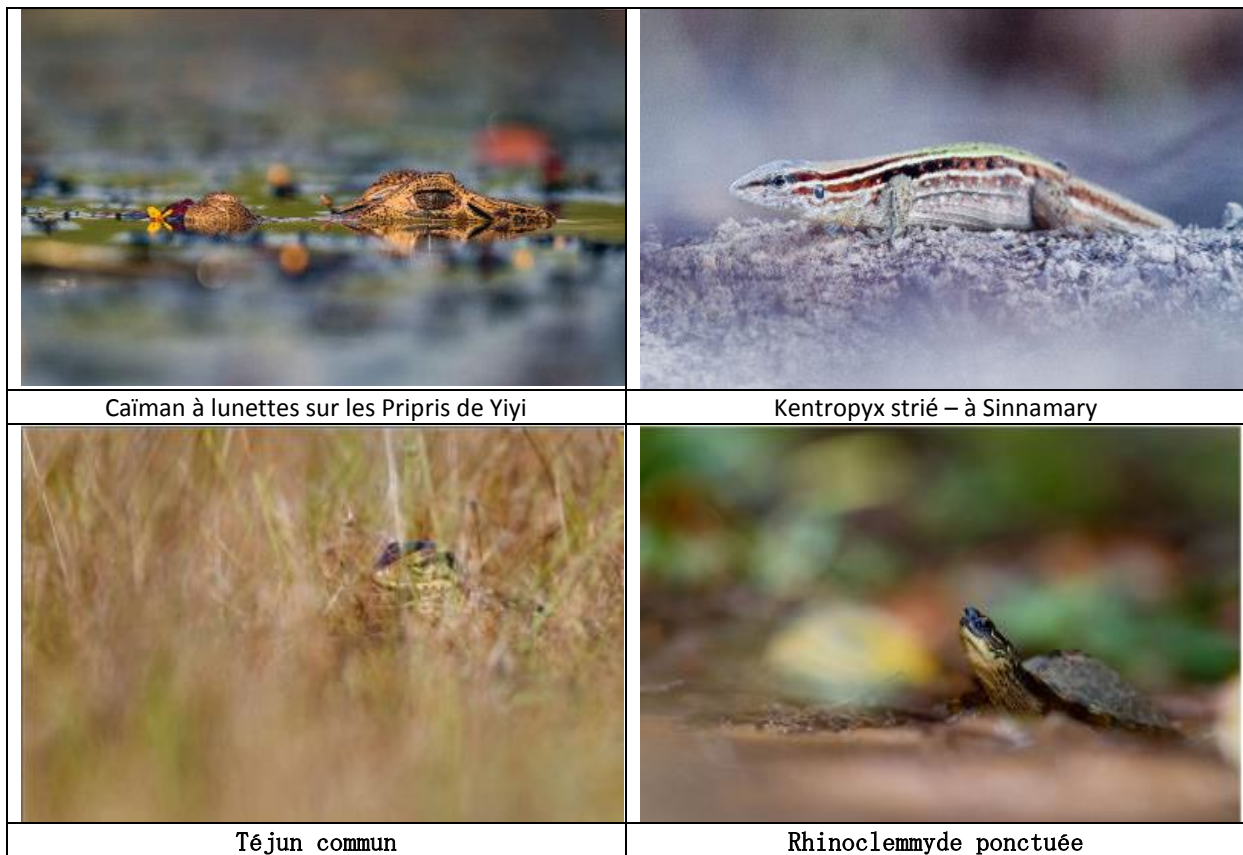 Caïman à lunettes sur les Pripris de Yiyi
Kentropyx strié – à Sinnamary
Téjun commun
Rhinoclemmyde ponctuée